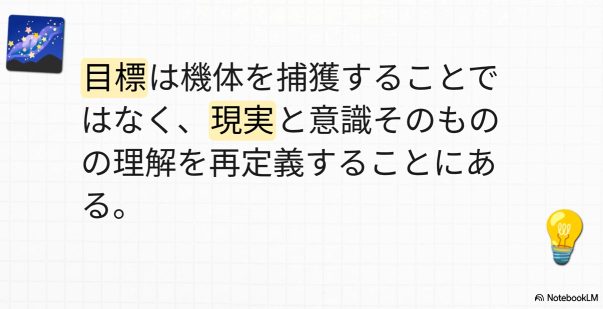 目標は機体を捕獲することで
はなく、現実と意識そのもの
の理解を再定義することにあ
る。
NotebookLM